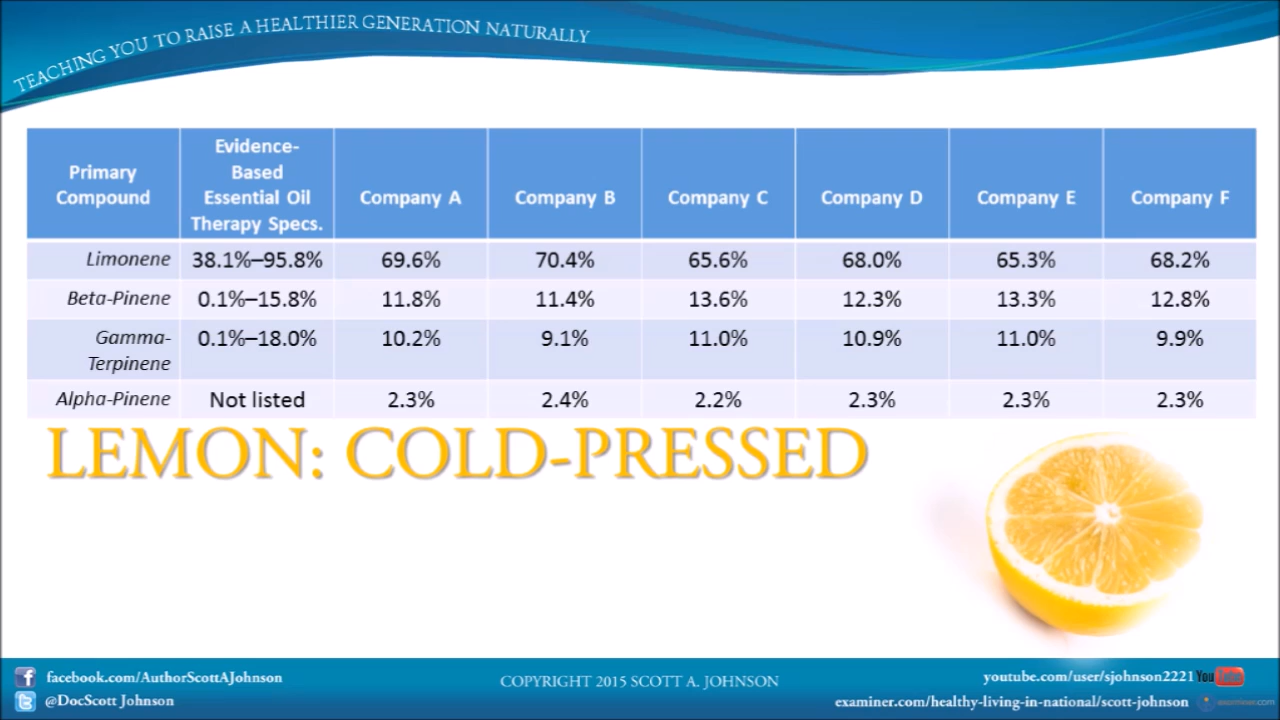 TEACHING YOU TO RAISE A HEALTHIER GENERATION NATURALLY
Primary Compound
Evidence-Based Essential Oil Therapy Specs.
Company A
Company B
Company C
Company D
Company E
Company F
Limonene 38.1%–95.8% 69.6% 70.4% 65.6% 68.0% 65.3% 68.2%
Beta-Pinene 0.1%–15.8% 11.8% 11.4% 13.6% 12.3% 13.3% 12.8%
Gamma-Terpinene 0.1%–18.0% 10.2% 9.1% 11.0% 10.9% 11.0% 9.9%
Alpha-Pinene Not listed 2.3% 2.4% 2.2% 2.3% 2.3% 2.3%
LEMON: COLD-PRESSED
facebook.com/AuthorScottAJohnson
@DocScott Johnson
COPYRIGHT 2015 SCOTT A. JOHNSON
youtube.com/user/sjohnson2221 YouTube
examiner.com/healthy-living-in-national/scott-johnson examiner.com